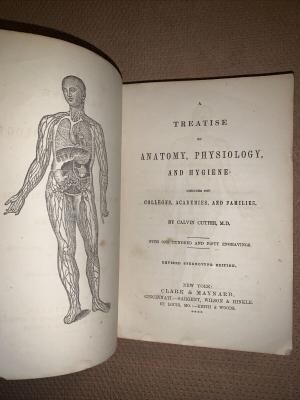 A
TREATISE
ON
ANATOMY, PHYSIOLOGY,
AND HYGIENE:
DESIGNED FOR
COLLEGES, ACADEMIES, AND FAMILIES.
BY CALVIN CUTTER, M.D.
WITH ONE HUNDRED AND FIFTY ENGRAVINGS.
REVISED STEREOTYPE EDITION.
NEW YORK:
CLARK & MAYNARD,
CINCINNATI:—SARGENT, WILSON & HINKLE.
ST. LOUIS, MO.:—KEITH & WOODS.